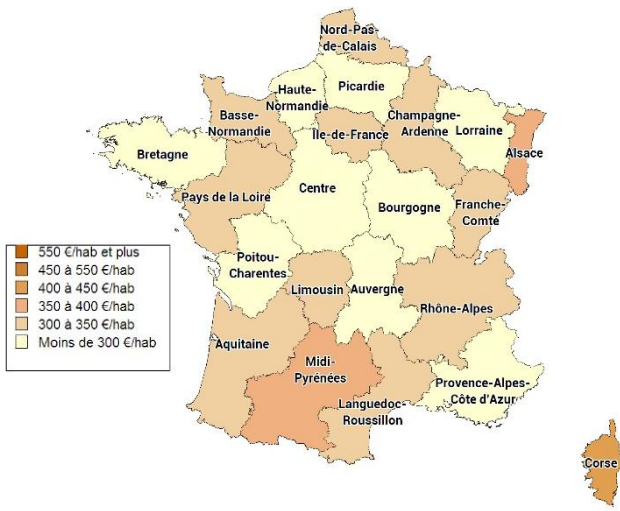 Nord-Pas-
de-Calais
Haute-
Normandie
Picardie
Basse-
Normandie
Île-de-France
Champagne-
Ardenne
Lorraine
Alsace
Bretagne
Pays de la Loire
Centre
Bourgogne
Franche-
Comté
Poitou-
Charentes
Limousin
Auvergne
Rhône-Alpes
Aquitaine
Midi-
Pyrénées
Languedoc-
Roussillon
Provence-Alpes-
Côte d'Azur
Corse
550 €/hab et plus
450 à 550 €/hab
400 à 450 €/hab
350 à 400 €/hab
300 à 350 €/hab
Moins de 300 €/hab